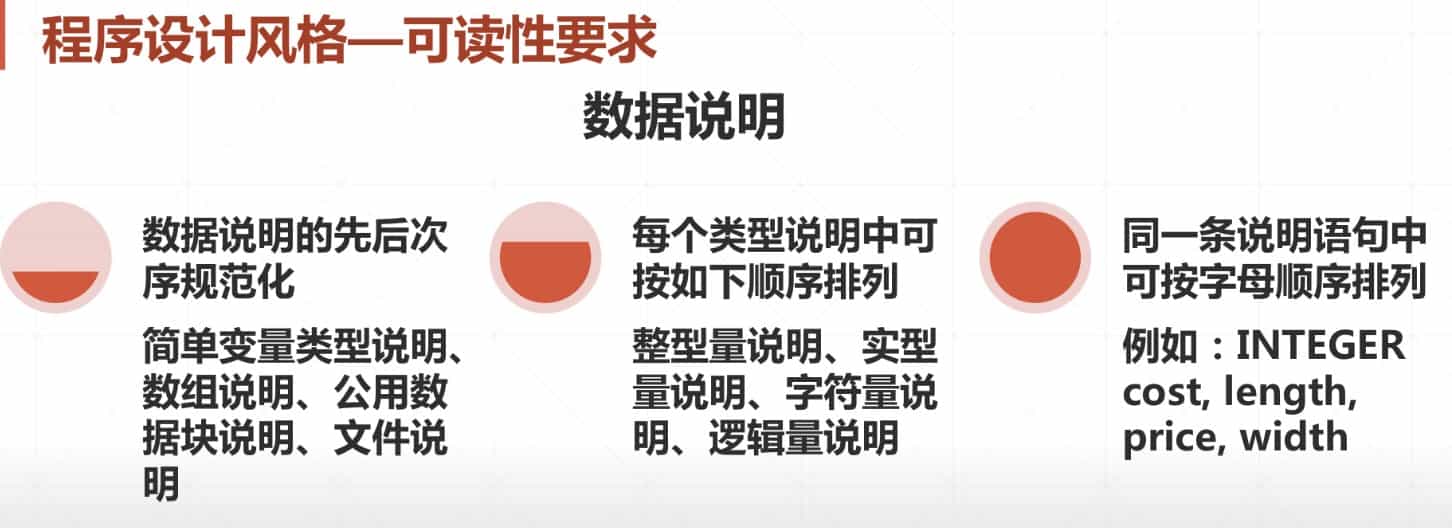 程序设计风格—可读性要求
数据说明
数据说明的先后次
序规范化
简单变量类型说明、
数组说明、公用数
据块说明、文件说
明
每个类型说明中可
按如下顺序排列
整型量说明、实型
量说明、字符量说
明、逻辑量说明
同一条说明语句中
可按字母顺序排列
例如：INTEGER
cost, length,
price, width